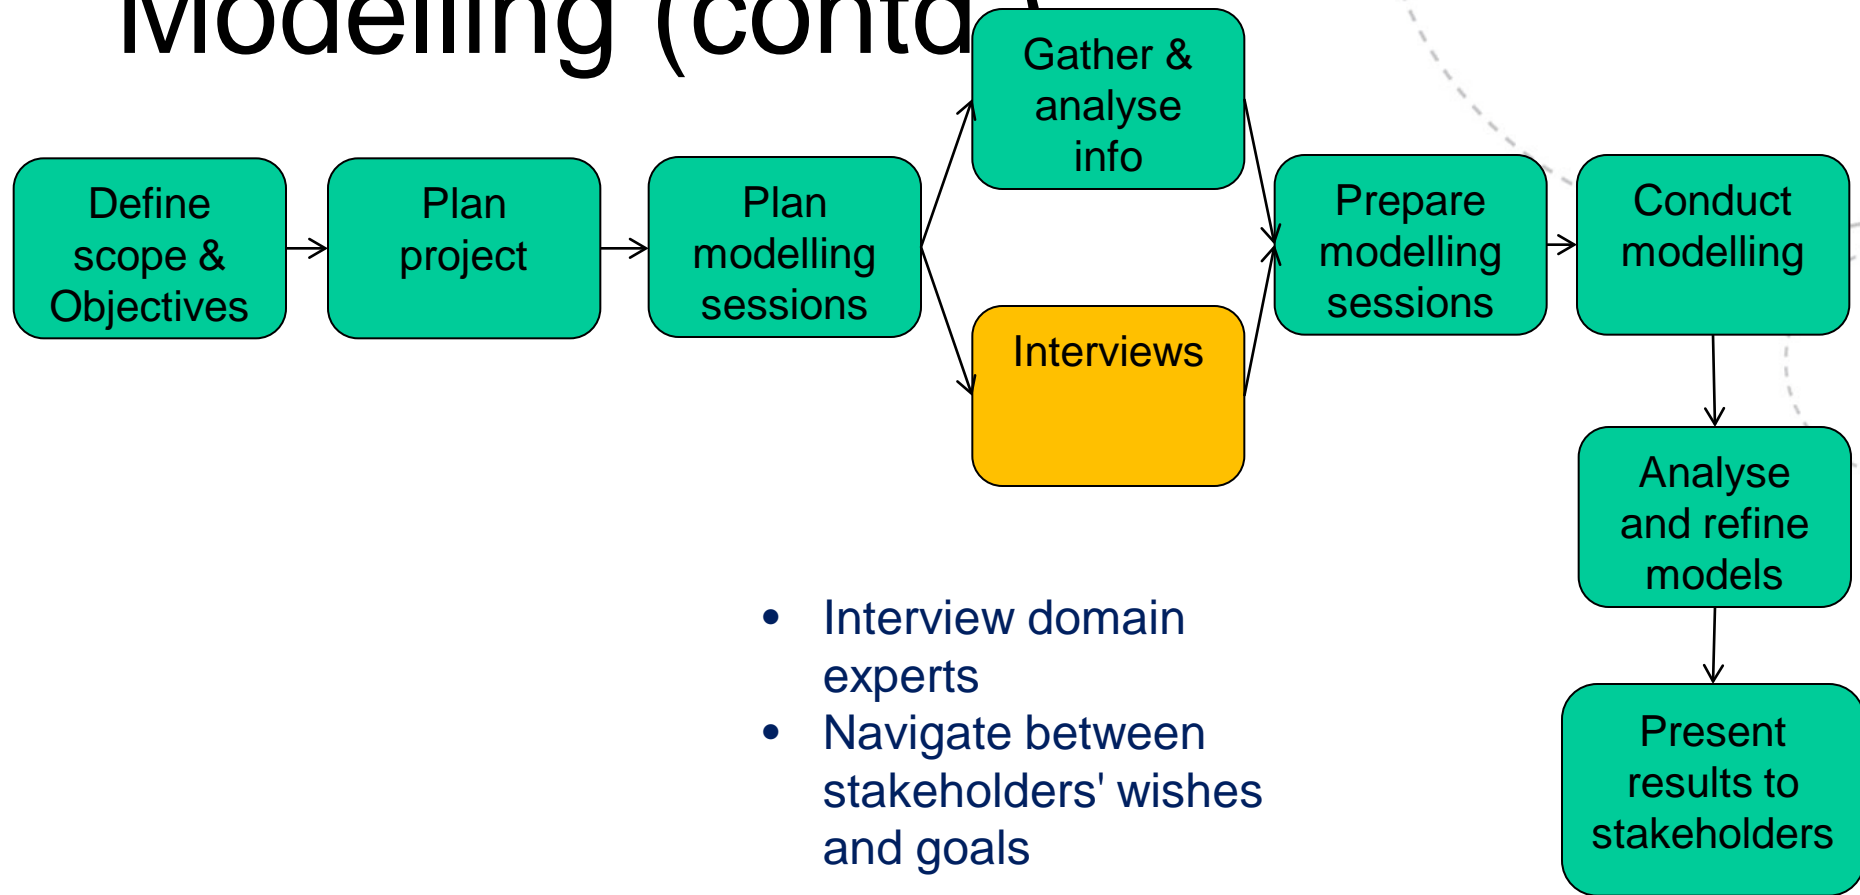 Modelling (contd.)
Gather &
analyse
info
Define
scope &
Objectives
Plan
project
Plan
modelling
sessions
Interviews
Prepare
modelling
sessions
Conduct
modelling
Analyse
and refine
models
Present
results to
stakeholders
• Interview domain
experts
• Navigate between
stakeholders' wishes
and goals